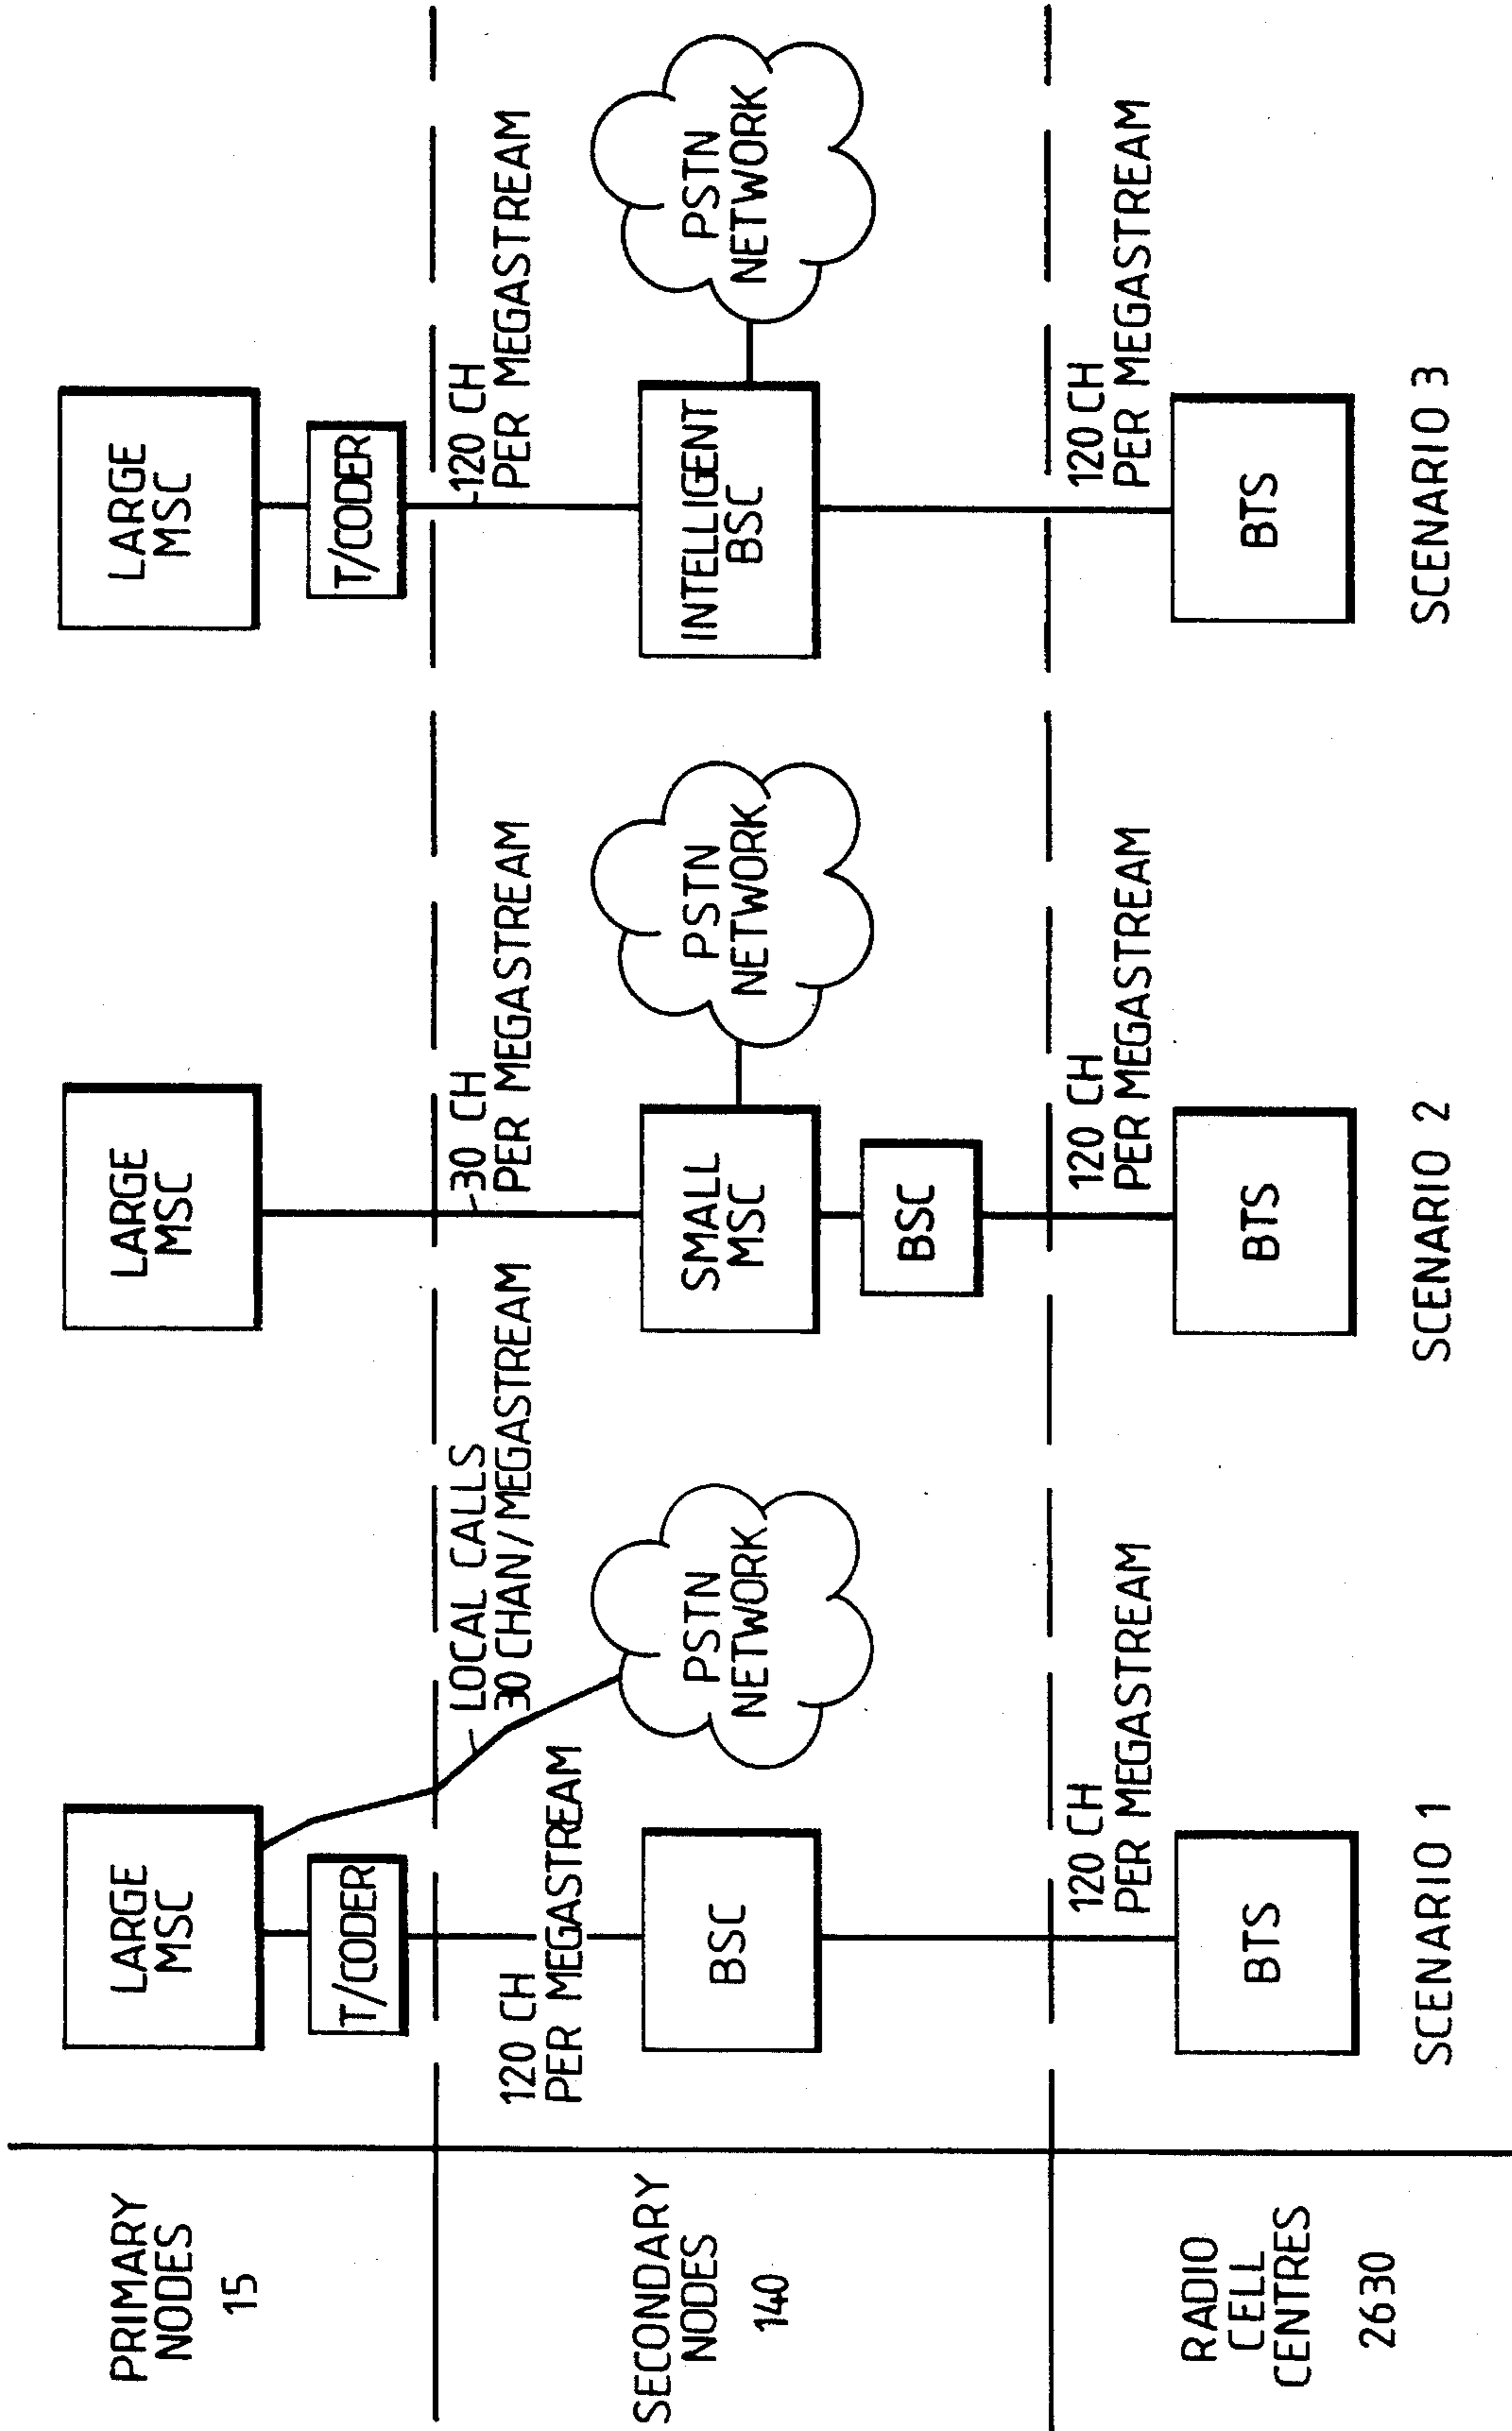 PRIMARY
NODES
15
LARGE
MSC
LARGE
MSC
LARGE
MSC
T/CODER
T/CODER
LOCAL CALLS
30 CHAN/MEGASTREAM
30 CH
PER MEGASTREAM
120 CH
PER MEGASTREAM
SECONDARY
NODES
140
120 CH
PER MEGASTREAM
BSC
PSTN
NETWORK
SMALL
MSC
BSC
PSTN
NETWORK
INTELLIGENT
BSC
PSTN
NETWORK
RADIO
CELL
CENTRES
2630
120 CH
PER MEGASTREAM
BTS
120 CH
PER MEGASTREAM
BTS
120 CH
PER MEGASTREAM
BTS
SCENARIO 1
SCENARIO 2
SCENARIO 3